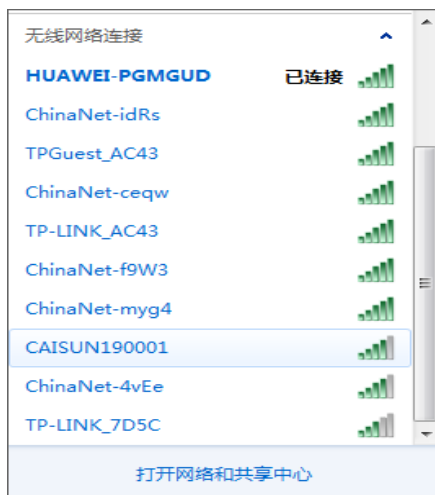 无线网络连接
HUAWEI-PGMGUD 已连接
ChinaNet-idRs
TPGuest_AC43
ChinaNet-ceqw
TP-LINK_AC43
ChinaNet-f9W3
ChinaNet-myg4
CAISUN190001
ChinaNet-4vEe
TP-LINK_7D5C
打开网络和共享中心